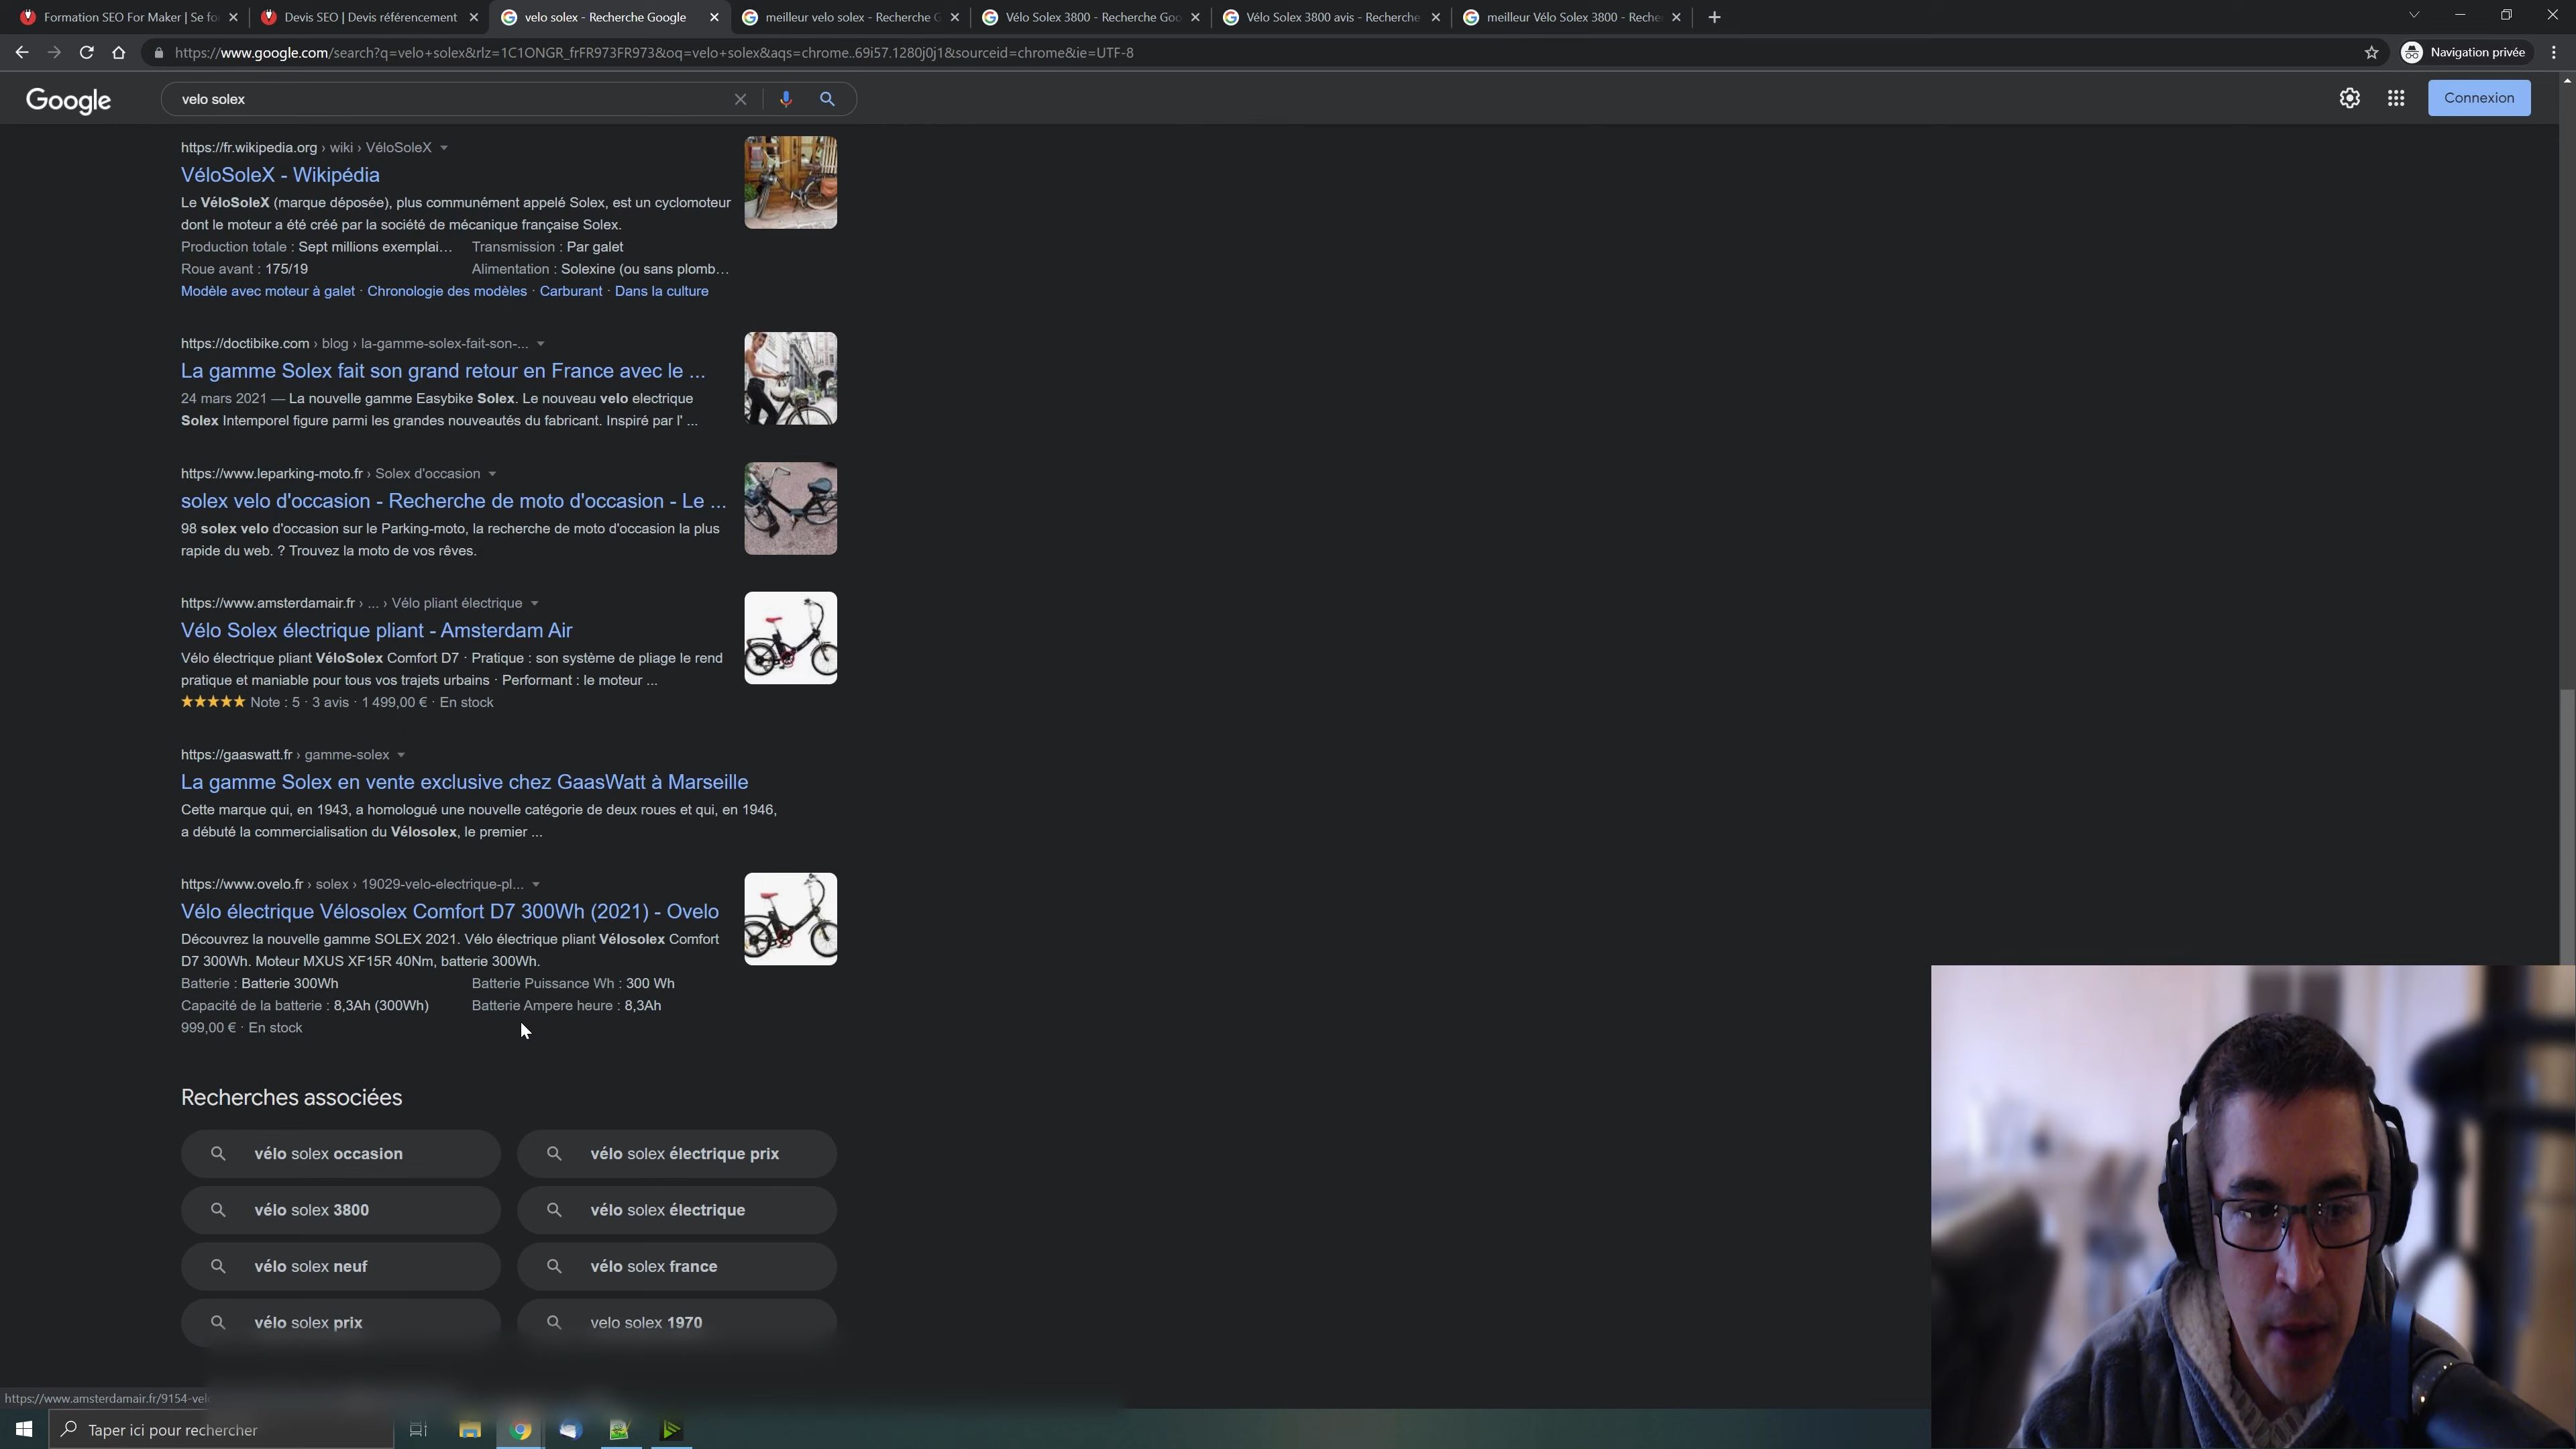 Formation SEO For Maker | Se fo
Devis SEO | Devis référencement
velo solex - Recherche Google
meilleur velo solex - Recherche G
Vélo Solex 3800 - Recherche Goo
Vélo Solex 3800 avis - Recherche
meilleur Vélo Solex 3800 - Reche
https://www.google.com/search?q=velo+solex&rlz=1C1ONGR_frFR973FR973&oq=velo+solex&aqs=chrome..69i57.1280j0j1&sourceid=chrome&ie=UTF-8
Navigation privée
Google
velo solex
Connexion
https://fr.wikipedia.org › wiki › VéloSoleX
VéloSoleX - Wikipédia
Le VéloSoleX (marque déposée), plus communément appelé Solex, est un cyclomoteur
dont le moteur a été créé par la société de mécanique française Solex.
Production totale : Sept millions exemplai... Transmission : Par galet
Roue avant : 175/19 Alimentation : Solexine (ou sans plomb...
Modèle avec moteur à galet · Chronologie des modèles · Carburant · Dans la culture
https://doctibike.com › blog › la-gamme-solex-fait-son-...
La gamme Solex fait son grand retour en France avec le ...
24 mars 2021 — La nouvelle gamme Easybike Solex. Le nouveau velo electrique
Solex Intemporel figure parmi les grandes nouveautés du fabricant. Inspiré par l' ...
https://www.leparking-moto.fr › Solex d'occasion
solex velo d'occasion - Recherche de moto d'occasion - Le ...
98 solex velo d'occasion sur le Parking-moto, la recherche de moto d'occasion la plus
rapide du web. ? Trouvez la moto de vos rêves.
https://www.amsterdamair.fr › ... › Vélo pliant électrique
Vélo Solex électrique pliant - Amsterdam Air
Vélo électrique pliant VéloSolex Comfort D7 · Pratique : son système de pliage le rend
pratique et maniable pour tous vos trajets urbains · Performant : le moteur ...
★★★★★ Note : 5 · 3 avis · 1 499,00 € · En stock
https://gaaswatt.fr › gamme-solex
La gamme Solex en vente exclusive chez GaasWatt à Marseille
Cette marque qui, en 1943, a homologué une nouvelle catégorie de deux roues et qui, en 1946,
a débuté la commercialisation du Vélosolex, le premier ...
https://www.ovelo.fr › solex › 19029-velo-electrique-pl...
Vélo électrique Vélosolex Comfort D7 300Wh (2021) - Ovelo
Découvrez la nouvelle gamme SOLEX 2021. Vélo électrique pliant Vélosolex Comfort
D7 300Wh. Moteur MXUS XF15R 40Nm, batterie 300Wh.
Batterie : Batterie 300Wh Batterie Puissance Wh : 300 Wh
Capacité de la batterie : 8,3Ah (300Wh) Batterie Ampere heure : 8,3Ah
999,00 € · En stock
Recherches associées
vélo solex occasion
vélo solex électrique prix
vélo solex 3800
vélo solex électrique
vélo solex neuf
vélo solex france
vélo solex prix
velo solex 1970
https://www.amsterdamair.fr/9154-vel
Taper ici pour rechercher